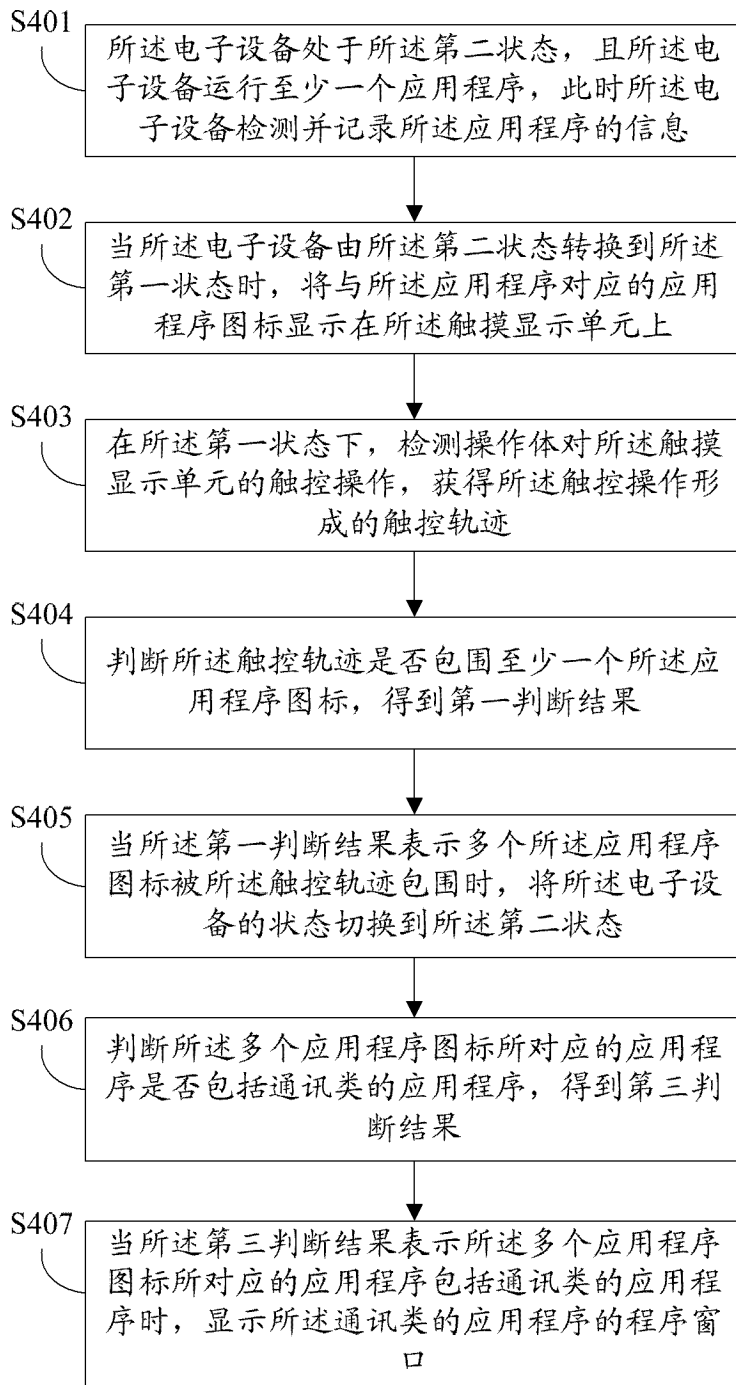 S401
所述电子设备处于所述第二状态，且所述电
子设备运行至少一个应用程序，此时所述电
子设备检测并记录所述应用程序的信息
S402
当所述电子设备由所述第二状态转换到所述
第一状态时，将与所述应用程序对应的应用
程序图标显示在所述触摸显示单元上
S403
在所述第一状态下，检测操作体对所述触摸
显示单元的触控操作，获得所述触控操作形
成的触控轨迹
S404
判断所述触控轨迹是否包围至少一个所述应
用程序图标，得到第一判断结果
S405
当所述第一判断结果表示多个所述应用程序
图标被所述触控轨迹包围时，将所述电子设
备的状态切换到所述第二状态
S406
判断所述多个应用程序图标所对应的应用程
序是否包括通讯类的应用程序，得到第三判
断结果
S407
当所述第三判断结果表示所述多个应用程序
图标所对应的应用程序包括通讯类的应用程
序时，显示所述通讯类的应用程序的程序窗
口